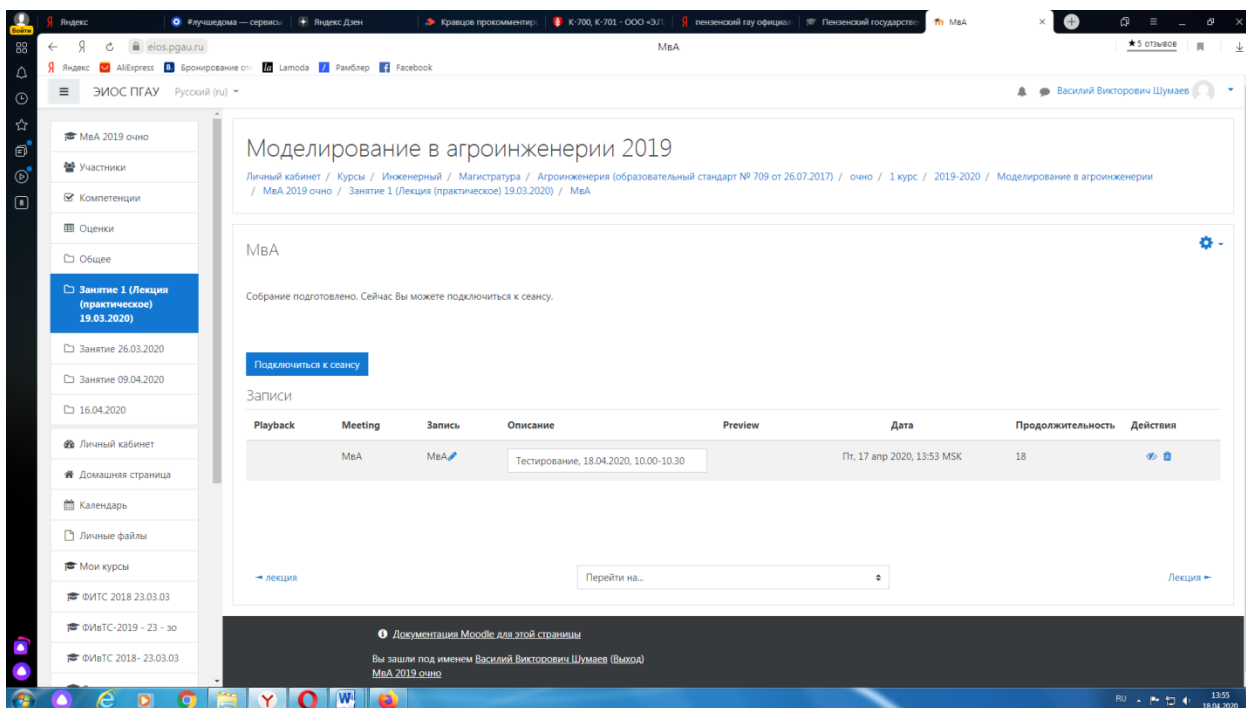 Яндекс
#лучшедома — сервисы
Яндекс Дзен
Кравцов прокомментир
К-700, К-701 - ООО «ЭЛ
пензенский гау официал
Пензенский государстве
МвА
Войти
eios.pgau.ru
МвА
★5 отзывов
Яндекс
AliExpress
Бронирование от
Lamoda
Рамблер
Facebook
ЭИОС ПГАУ
Русский (ru)
Василий Викторович Шумаев
МвА 2019 очно
Участники
Компетенции
Оценки
Общее
Занятие 1 (Лекция
(практическое)
19.03.2020)
Занятие 26.03.2020
Занятие 09.04.2020
16.04.2020
Личный кабинет
Домашняя страница
Календарь
Личные файлы
Мои курсы
ФИТС 2018 23.03.03
ФИвТС-2019 - 23 - зо
ФИвТС 2018- 23.03.03
Моделирование в агроинженерии 2019
Личный кабинет / Курсы / Инженерный / Магистратура / Агроинженерия (образовательный стандарт № 709 от 26.07.2017) / очно / 1 курс / 2019-2020 / Моделирование в агроинженерии
/ МвА 2019 очно / Занятие 1 (Лекция (практическое) 19.03.2020) / МвА
МвА
Собрание подготовлено. Сейчас Вы можете подключиться к сеансу.
Подключиться к сеансу
Записи
Playback Meeting Запись Описание Preview Дата Продолжительность Действия
МвА МвА Тестирование, 18.04.2020, 10.00-10.30 Пт, 17 апр 2020, 13:53 MSK 18
◄ лекция
Перейти на...
Лекция ►
Документация Moodle для этой страницы
Вы зашли под именем Василий Викторович Шумаев (Выход)
МвА 2019 очно
RU
13:55
18.04.2020